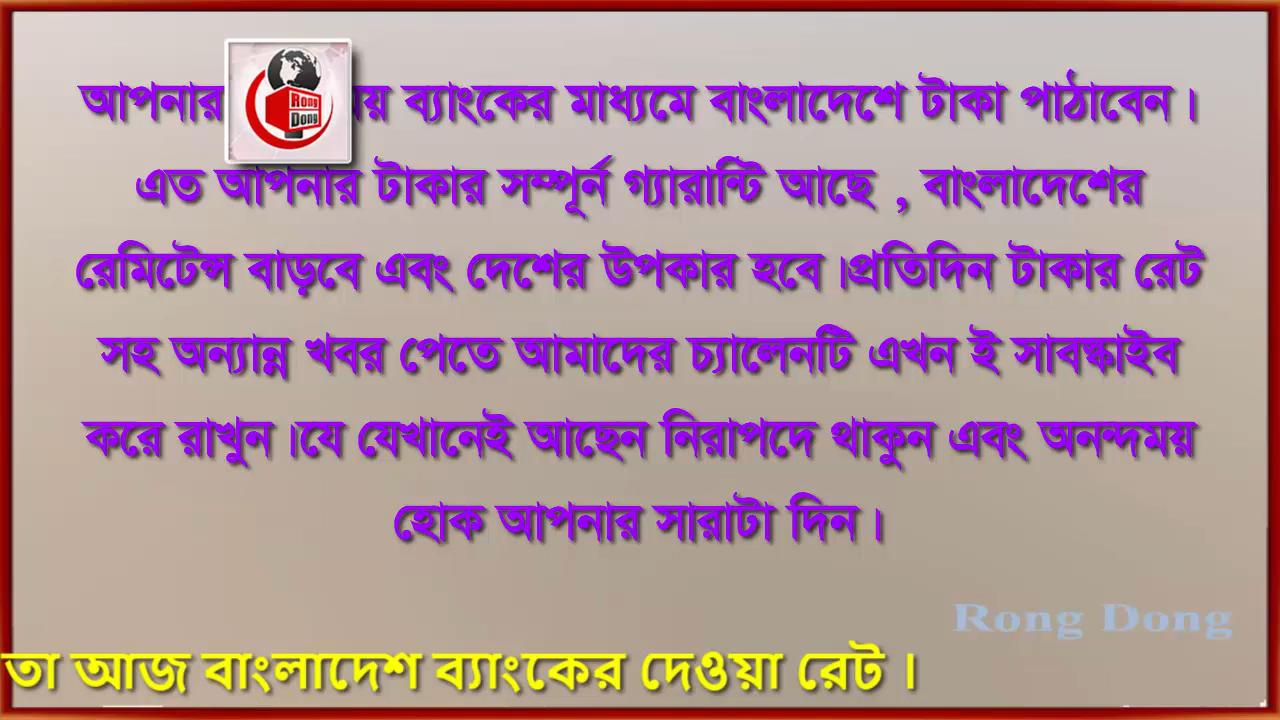 আপনার ব্যাংকের মাধ্যমে বাংলাদেশে টাকা পাঠাবেন।
Rong
Dong
এত আপনার টাকার সম্পূর্ন গ্যারান্টি আছে , বাংলাদেশের
রেমিটেন্স বাড়বে এবং দেশের উপকার হবে।প্রতিদিন টাকার রেট
সহ অন্যান্ন খবর পেতে আমাদের চ্যালেনটি এখন ই সাবস্কাইব
করে রাখুন।যে যেখানেই আছেন নিরাপদে থাকুন এবং অনন্দময়
হোক আপনার সারাটা দিন।
Rong Dong
তা আজ বাংলাদেশ ব্যাংকের দেওয়া রেট।